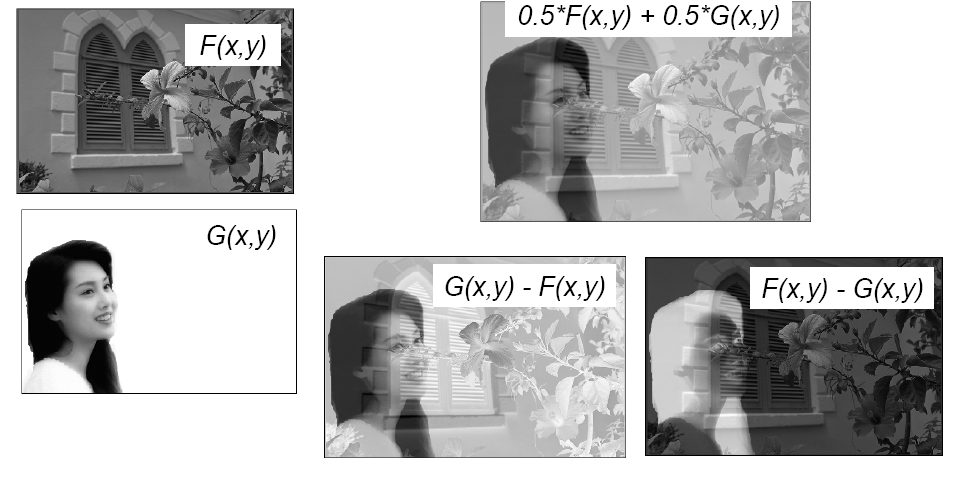 F(x,y)
0.5*F(x,y) + 0.5*G(x,y)
G(x,y)
G(x,y) - F(x,y)
F(x,y) - G(x,y)